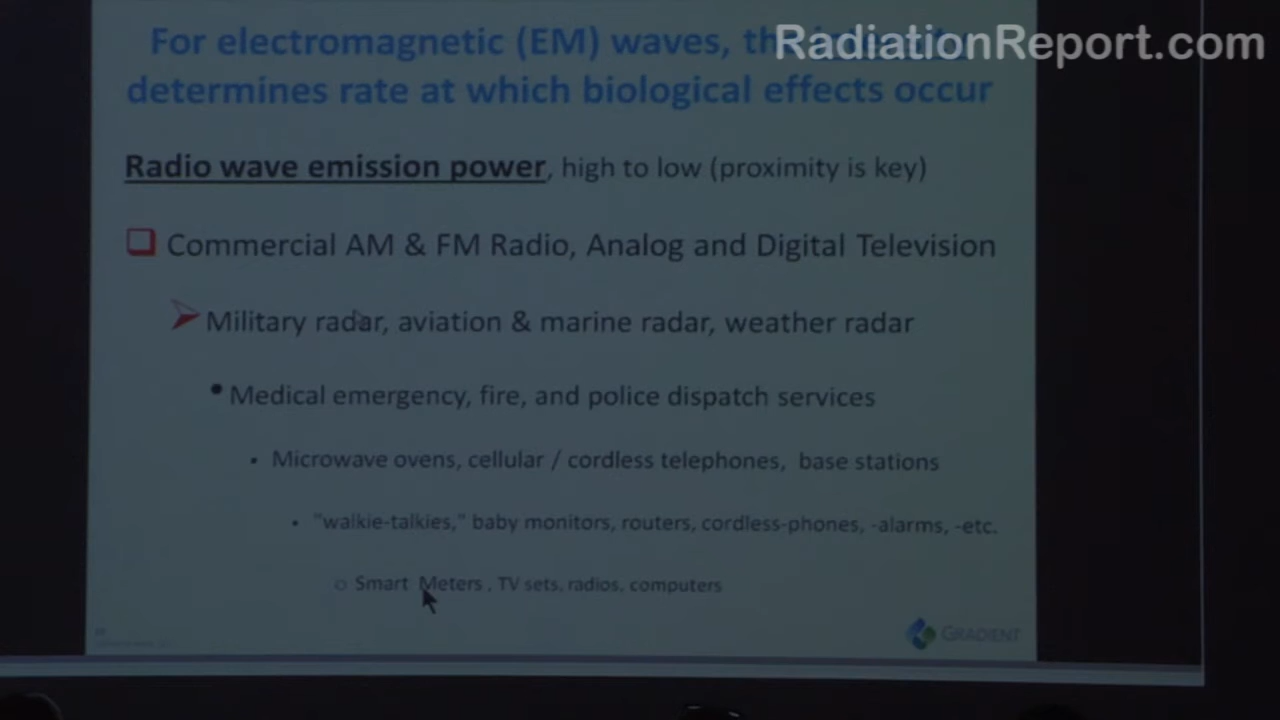 For electromagnetic (EM) waves, the
RadiationReport.com
determines rate at which biological effects occur
Radio wave emission power, high to low (proximity is key)
Commercial AM & FM Radio, Analog and Digital Television
Military radar, aviation & marine radar, weather radar
Medical emergency, fire, and police dispatch services
Microwave ovens, cellular / cordless telephones, base stations
"walkie-talkies," baby monitors, routers, cordless-phones, -alarms, -etc.
Smart Meters , TV sets, radios, computers
GRADIENT